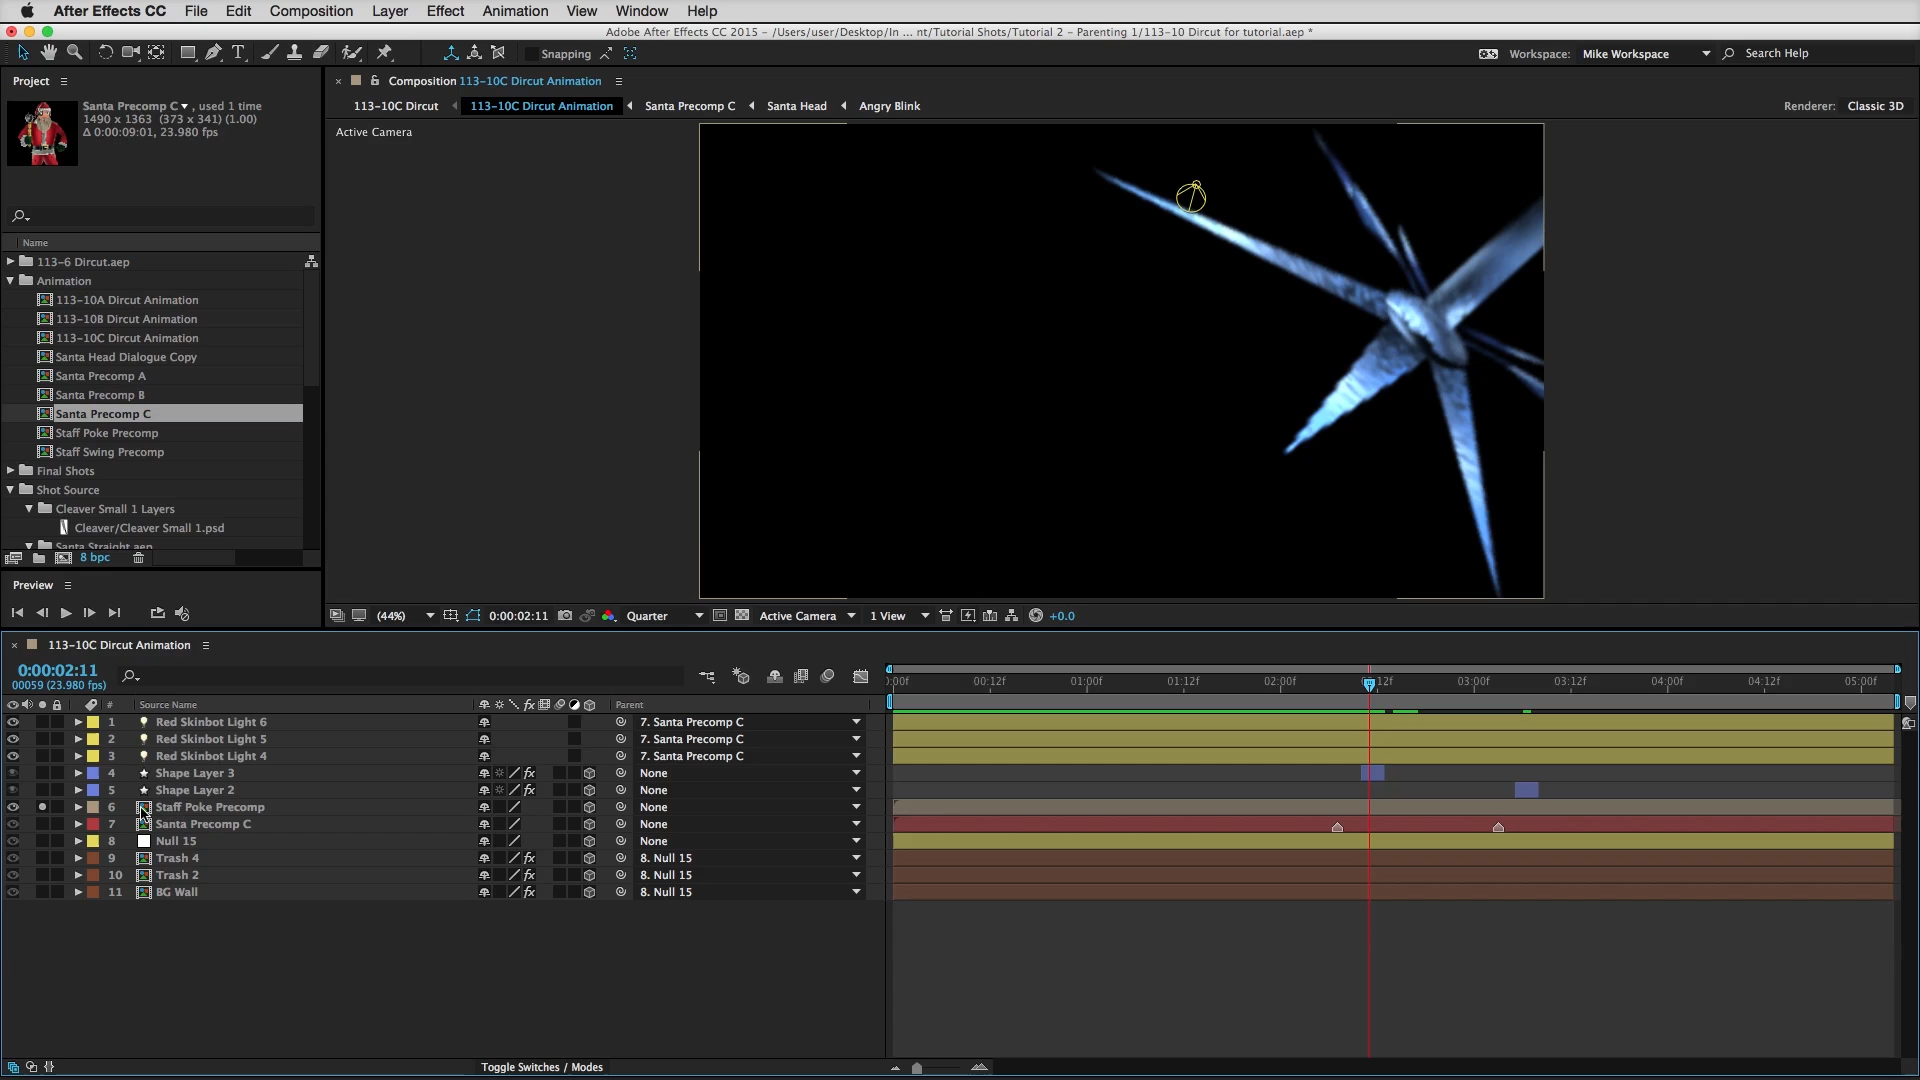 After Effects CC File Edit Composition Layer Effect Animation View Window Help
Adobe After Effects CC 2015 - /Users/user/Desktop/In ... nt/Tutorial Shots/Tutorial 2 - Parenting 1/113-10 Dircut for tutorial.aep *
Snapping
Workspace: Mike Workspace
Search Help
Project
Santa Precomp C , used 1 time
1490 x 1363 (373 x 341) (1.00)
Δ 0:00:09:01, 23.980 fps
Name
113-6 Dircut.aep
Animation
113-10A Dircut Animation
113-10B Dircut Animation
113-10C Dircut Animation
Santa Head Dialogue Copy
Santa Precomp A
Santa Precomp B
Santa Precomp C
Staff Poke Precomp
Staff Swing Precomp
Final Shots
Shot Source
Cleaver Small 1 Layers
Cleaver/Cleaver Small 1.psd
Santa Straight.aep
8 bpc
Composition 113-10C Dircut Animation
113-10C Dircut 113-10C Dircut Animation Santa Precomp C Santa Head Angry Blink
Renderer: Classic 3D
Active Camera
Preview
(44%) 0:00:02:11 Quarter Active Camera 1 View +0.0
113-10C Dircut Animation
0:00:02:11
00059 (23.980 fps)
):00f 00:12f 01:00f 01:12f 02:00f 12f 03:00f 03:12f 04:00f 04:12f 05:00f
# Source Name fx Parent
1 Red Skinbot Light 6 7. Santa Precomp C
2 Red Skinbot Light 5 7. Santa Precomp C
3 Red Skinbot Light 4 7. Santa Precomp C
4 Shape Layer 3 fx None
5 Shape Layer 2 fx None
6 Staff Poke Precomp None
7 Santa Precomp C None
8 Null 15 None
9 Trash 4 fx 8. Null 15
10 Trash 2 fx 8. Null 15
11 BG Wall fx 8. Null 15
Toggle Switches / Modes